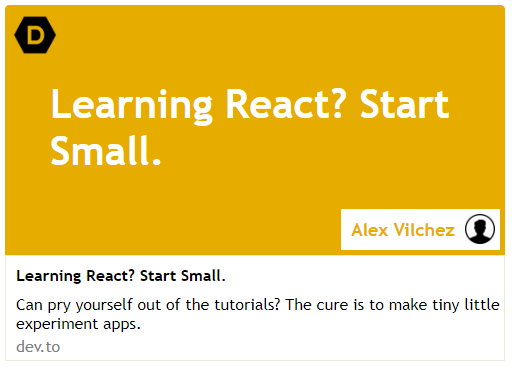 D
Learning React? Start
Small.
Alex Vilchez
Learning React? Start Small.
Can pry yourself out of the tutorials? The cure is to make tiny little
experiment apps.
dev.to